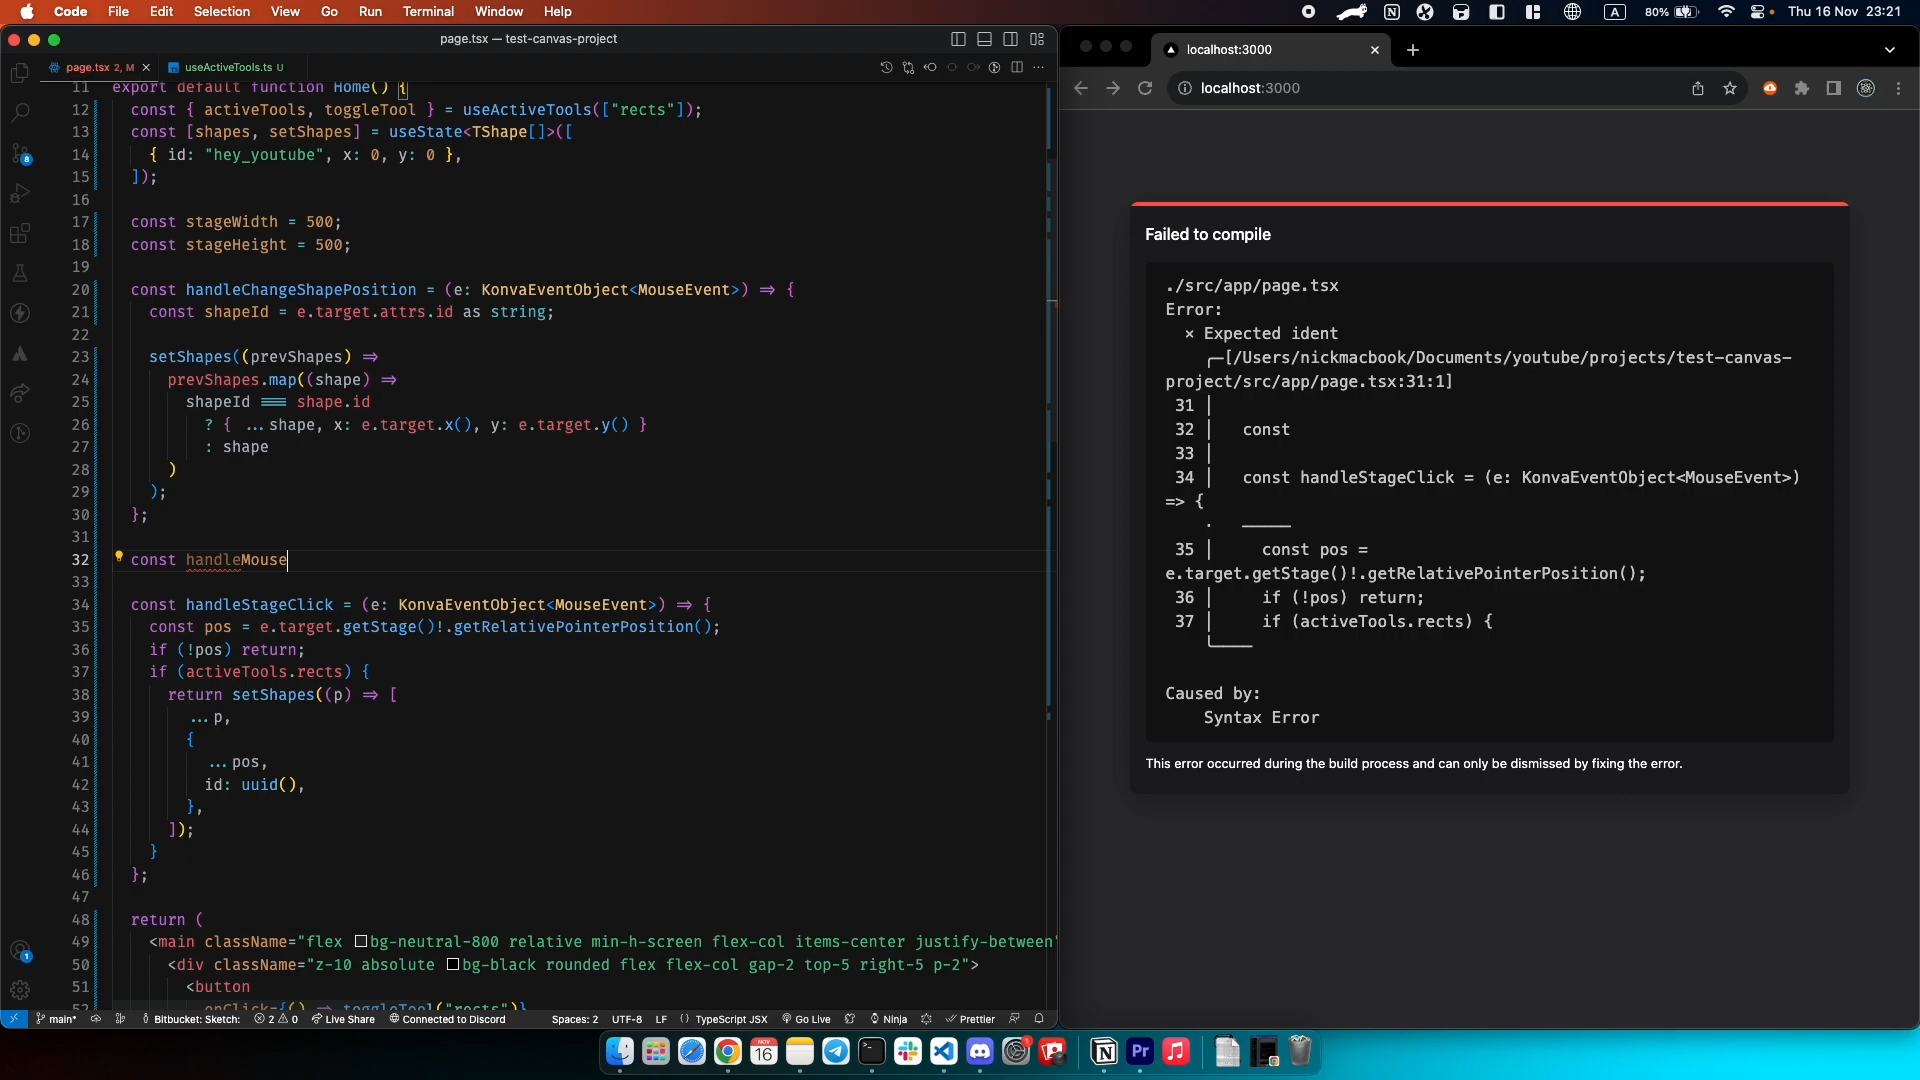 Code File Edit Selection View Go Run Terminal Window Help
A 80% Thu 16 Nov 23:21
page.tsx — test-canvas-project
page.tsx 2, M
useActiveTools.ts U
11 export default function Home() {
12 const { activeTools, toggleTool } = useActiveTools(["rects"]);
13 const [shapes, setShapes] = useState<TShape[]>([
14 { id: "hey_youtube", x: 0, y: 0 },
15 ]);
16
17 const stageWidth = 500;
18 const stageHeight = 500;
19
20 const handleChangeShapePosition = (e: KonvaEventObject<MouseEvent>) => {
21 const shapeId = e.target.attrs.id as string;
22
23 setShapes((prevShapes) =>
24 prevShapes.map((shape) =>
25 shapeId === shape.id
26 ? { ...shape, x: e.target.x(), y: e.target.y() }
27 : shape
28 )
29 );
30 };
31
32 const handleMouse
33
34 const handleStageClick = (e: KonvaEventObject<MouseEvent>) => {
35 const pos = e.target.getStage()!.getRelativePointerPosition();
36 if (!pos) return;
37 if (activeTools.rects) {
38 return setShapes((p) => [
39 ...p,
40 {
41 ...pos,
42 id: uuid(),
43 },
44 ]);
45 }
46 };
47
48 return (
49 <main className="flex bg-neutral-800 relative min-h-screen flex-col items-center justify-between"
50 <div className="z-10 absolute bg-black rounded flex flex-col gap-2 top-5 right-5 p-2">
51 <button
52 onClick={() => toggleTool("rects")}
8
1
main* Bitbucket: Sketch: 2 0 Live Share Connected to Discord Spaces: 2 UTF-8 LF {} TypeScript JSX Go Live Ninja Prettier
localhost:3000
localhost:3000
Failed to compile
./src/app/page.tsx
Error:
× Expected ident
╭─[/Users/nickmacbook/Documents/youtube/projects/test-canvas-
project/src/app/page.tsx:31:1]
31 │
32 │ const
33 │
34 │ const handleStageClick = (e: KonvaEventObject<MouseEvent>)
=> {
· ─────
35 │ const pos =
e.target.getStage()!.getRelativePointerPosition();
36 │ if (!pos) return;
37 │ if (activeTools.rects) {
╰────
Caused by:
Syntax Error
This error occurred during the build process and can only be dismissed by fixing the error.
NOV
16
1
Pr